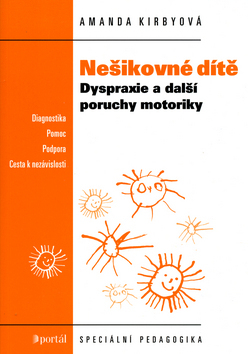 AMANDA KIRBYOVÁ
Nešikovné dítě
Dyspraxie a další
poruchy motoriky
Diagnostika
Pomoc
Podpora
Cesta k nezávislosti
portál
SPECIÁLNÍ PEDAGOGIKA